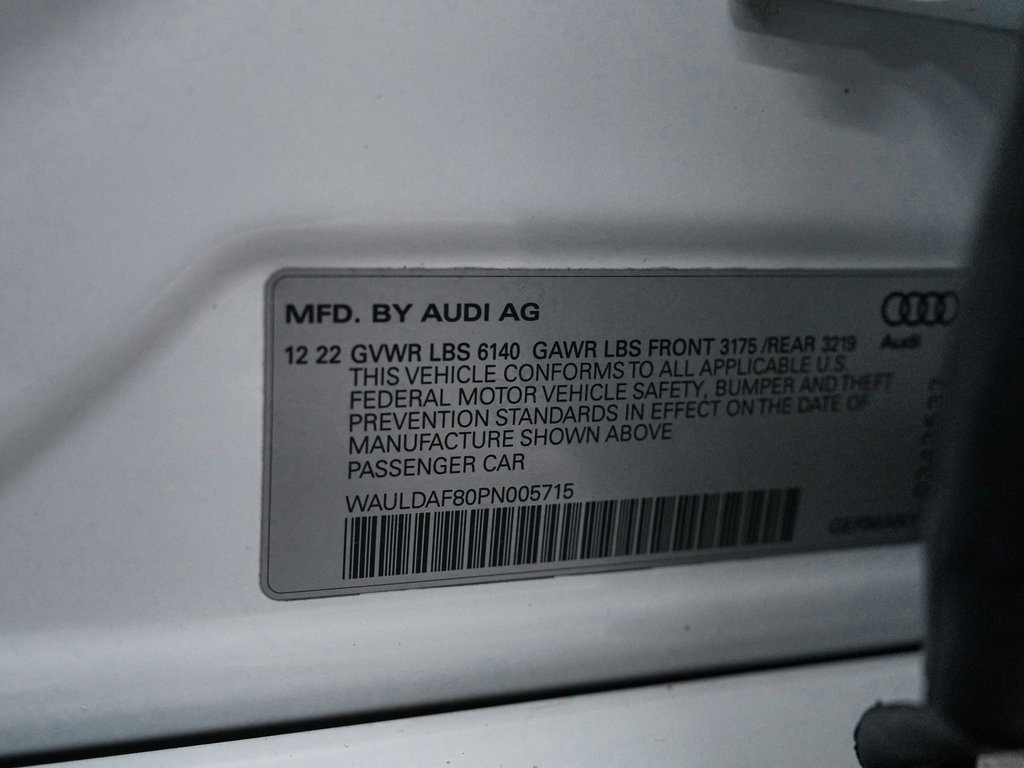 MFD. BY AUDI AG
Audi
12 22 GVWR LBS 6140 GAWR LBS FRONT 3175 /REAR 3219
THIS VEHICLE CONFORMS TO ALL APPLICABLE U.S.
FEDERAL MOTOR VEHICLE SAFETY, BUMPER AND THEFT
PREVENTION STANDARDS IN EFFECT ON THE DATE OF
MANUFACTURE SHOWN ABOVE
PASSENGER CAR
WAULDAF80PN005715
GERMANY